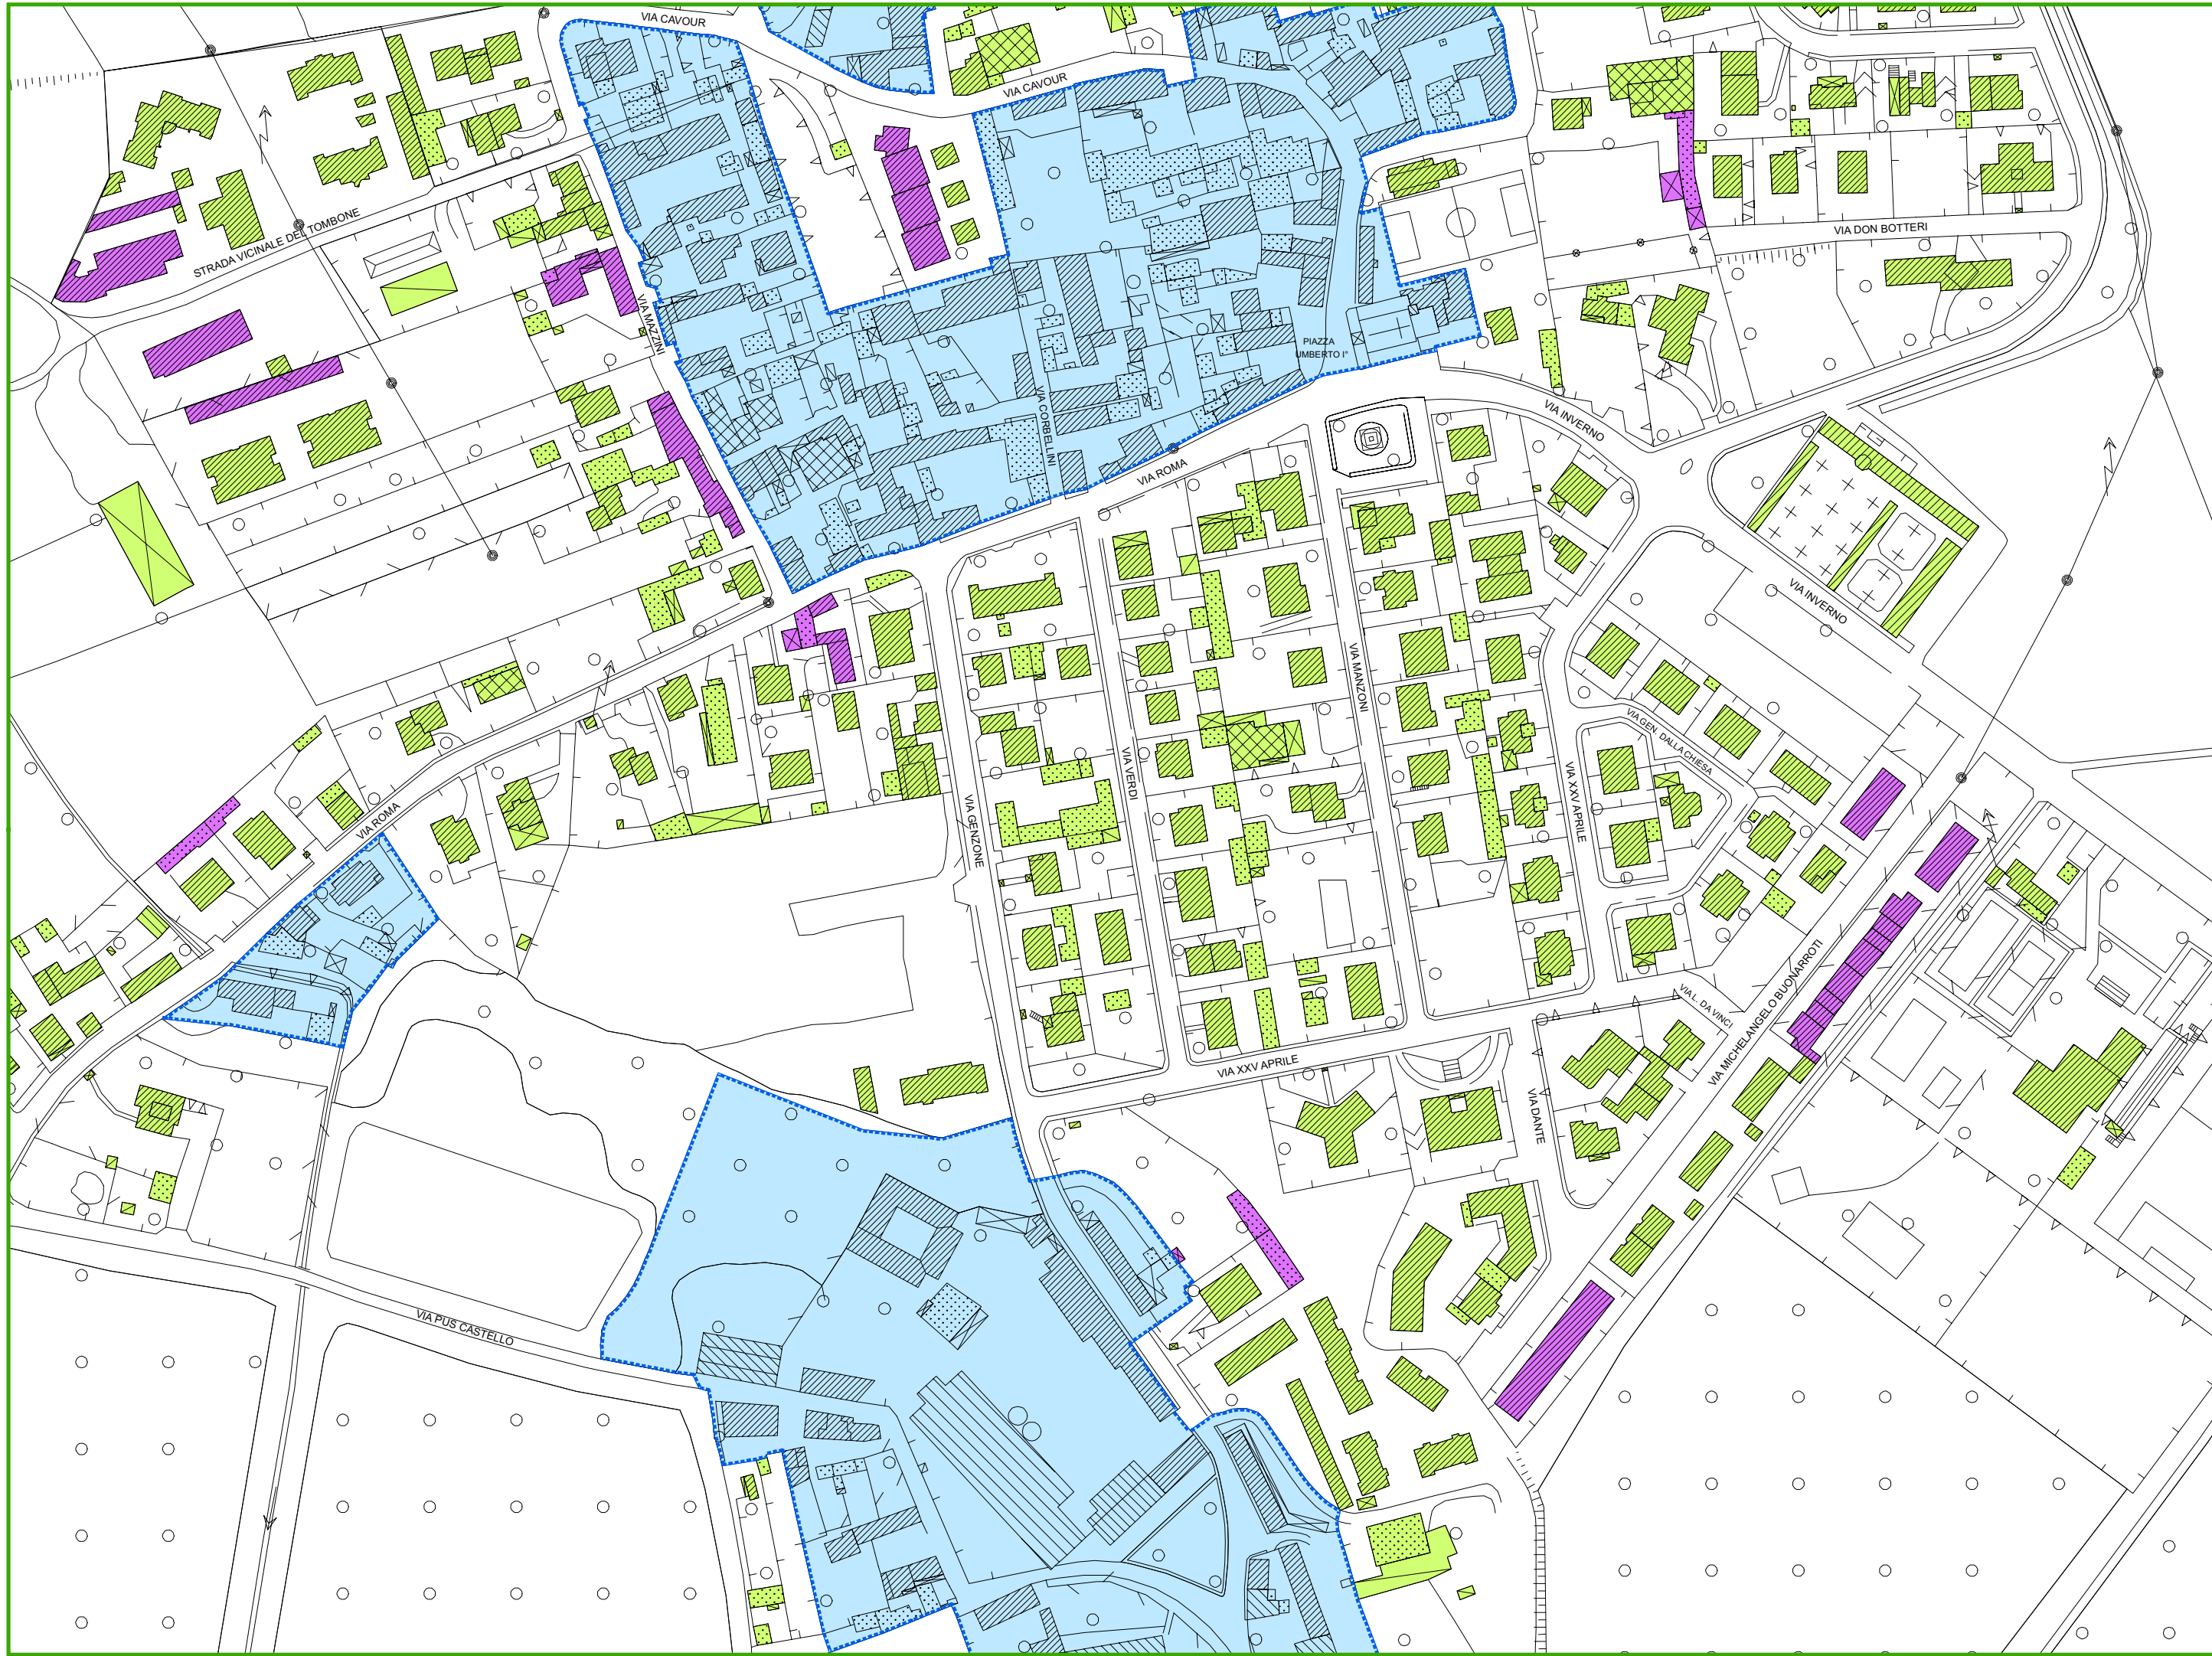 VIA CAVOUR
VIA CAVOUR
STRADA VICINALE DEL TOMBONE
VIA DON BOTTERI
VIA MAZZINI
PIAZZA
UMBERTO I°
VIA CORBELLINI
VIA INVERNO
VIA ROMA
VIA INVERNO
VIA MANZONI
VIA GEN. DALLA CHIESA
VIA VERDI
VIA XXV APRILE
VIA GENZONE
VIA ROMA
VIA MICHELANGELO BUONARROTI
VIA L. DA VINCI
VIA XXV APRILE
VIA DANTE
VIA PUS CASTELLO